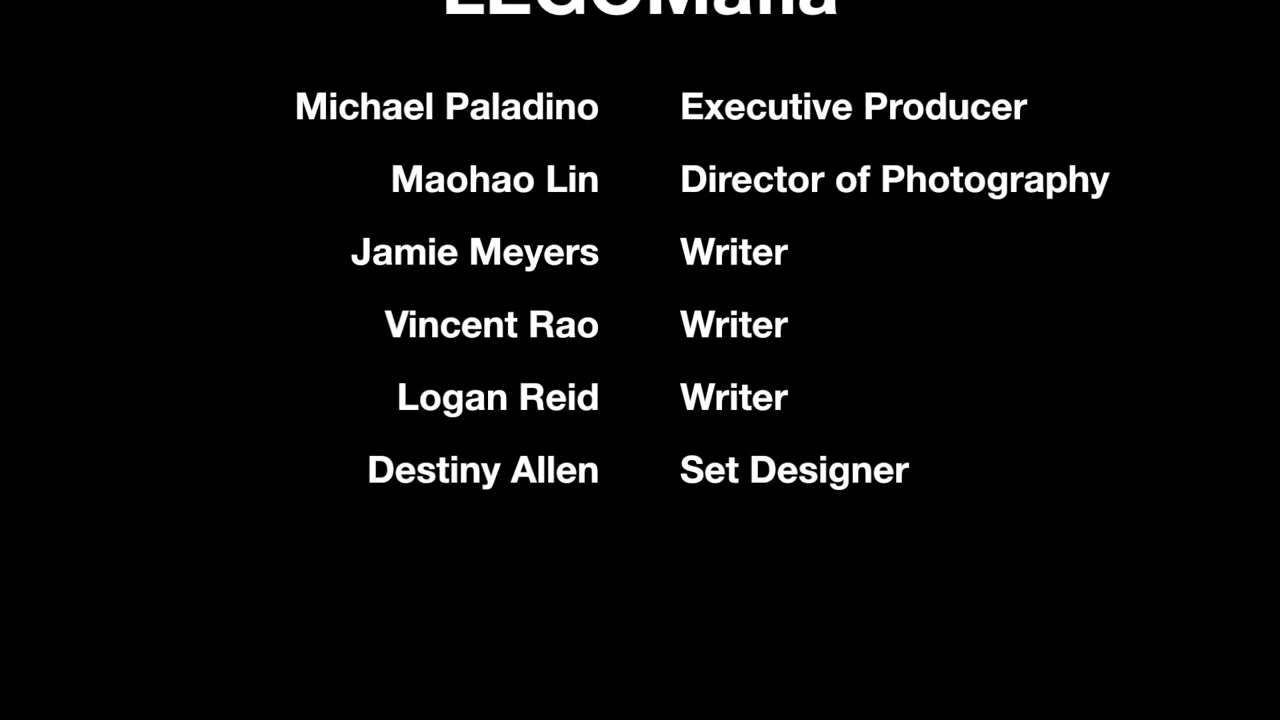 LEGOMafia
Michael Paladino Executive Producer
Maohao Lin Director of Photography
Jamie Meyers Writer
Vincent Rao Writer
Logan Reid Writer
Destiny Allen Set Designer